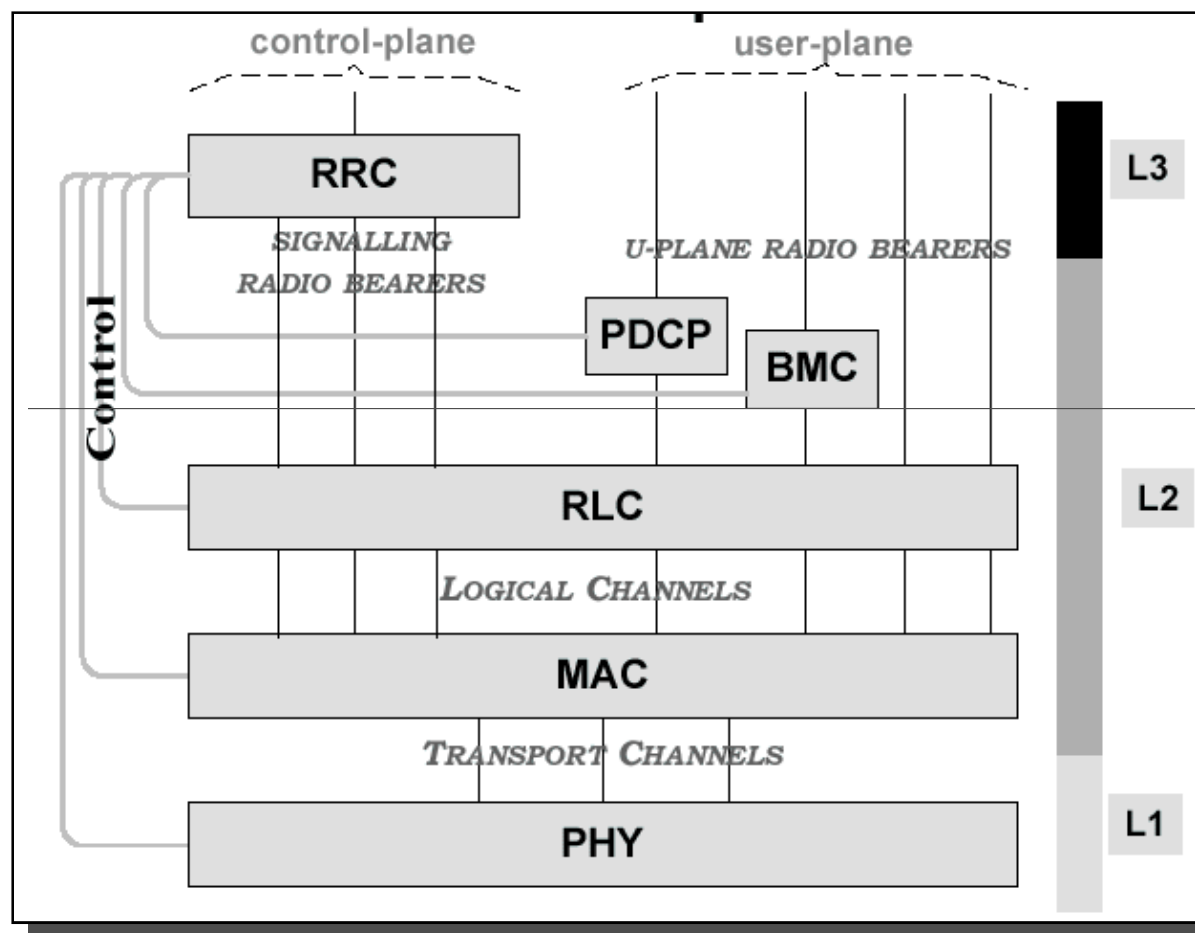 control-plane
user-plane
RRC
L3
SIGNALLING
RADIO BEARERS
U-PLANE RADIO BEARERS
Control
PDCP
BMC
RLC
L2
LOGICAL CHANNELS
MAC
TRANSPORT CHANNELS
PHY
L1